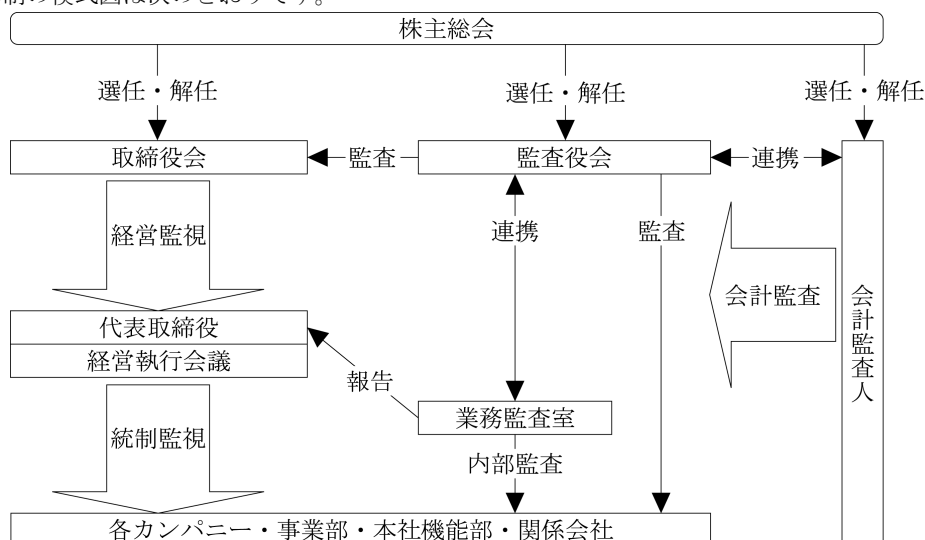 制の模式図は次のとおりです。
株主総会
選任・解任
選任・解任
選任・解任
取締役会
監査
監査役会
連携
経営監視
連携
監査
会計監査
会計監査人
代表取締役
経営執行会議
報告
業務監査室
統制監視
内部監査
各カンパニー・事業部・本社機能部・関係会社